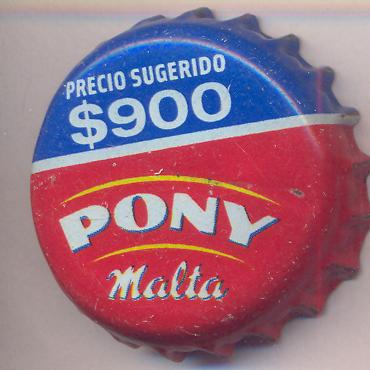 PRECIO SUGERIDO
$900
PONY
Malta